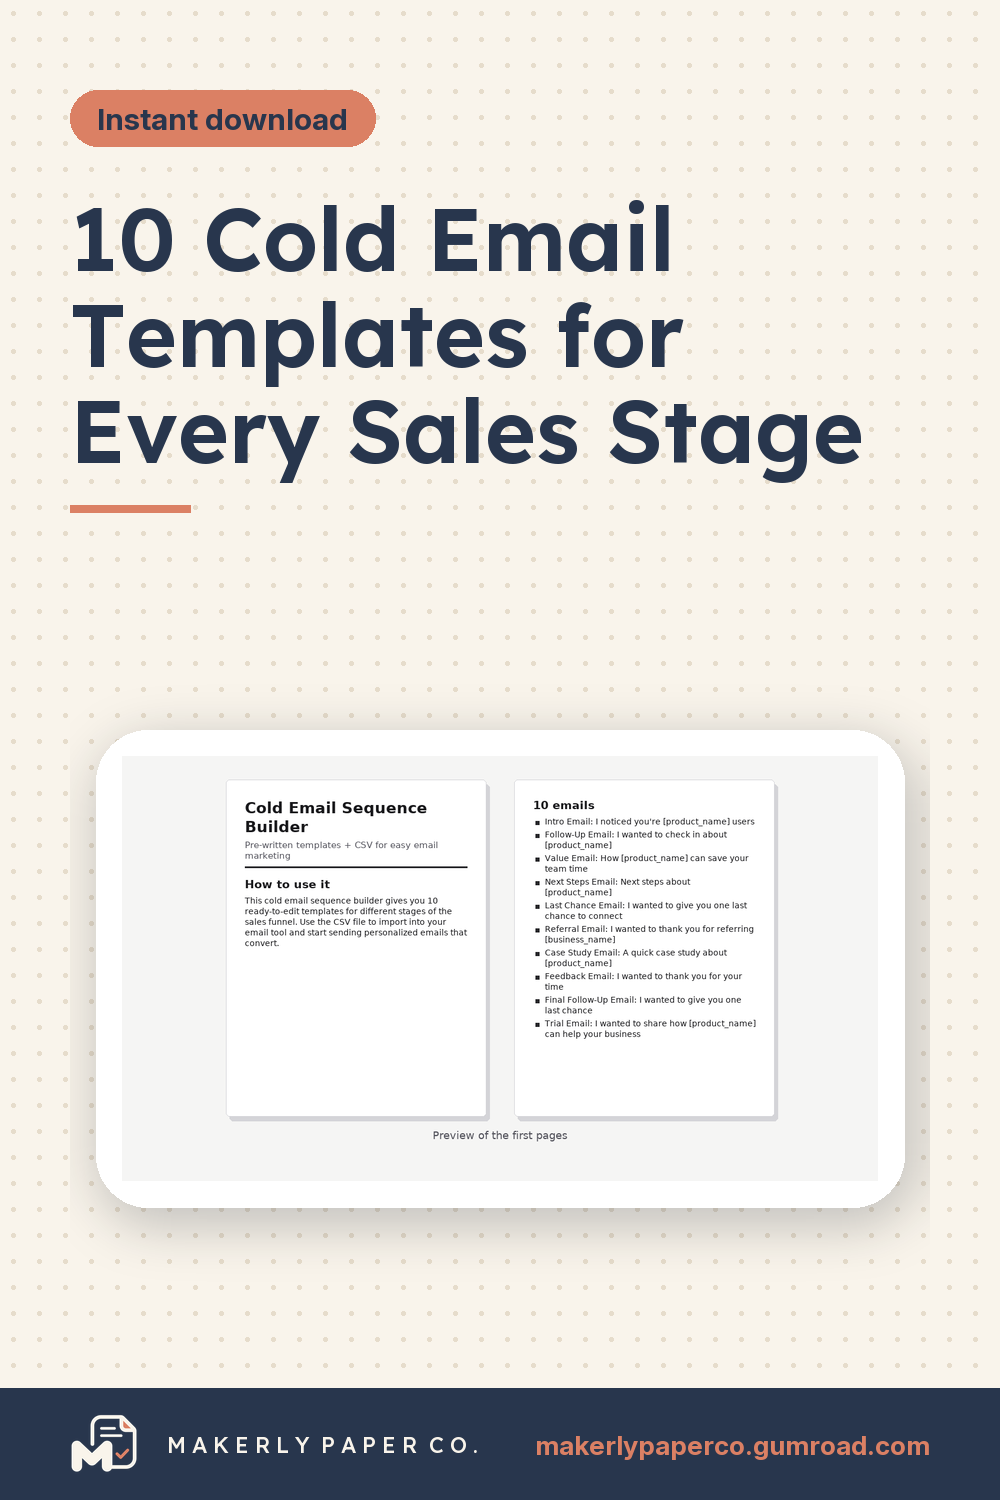 Instant download
10 Cold Email
Templates for
Every Sales Stage
Cold Email Sequence
Builder
Pre-written templates + CSV for easy email
marketing
How to use it
This cold email sequence builder gives you 10
ready-to-edit templates for different stages of the
sales funnel. Use the CSV file to import into your
email tool and start sending personalized emails that
convert.
10 emails
▪ Intro Email: I noticed you're [product_name] users
▪ Follow-Up Email: I wanted to check in about
[product_name]
▪ Value Email: How [product_name] can save your
team time
▪ Next Steps Email: Next steps about
[product_name]
▪ Last Chance Email: I wanted to give you one last
chance to connect
▪ Referral Email: I wanted to thank you for referring
[business_name]
▪ Case Study Email: A quick case study about
[product_name]
▪ Feedback Email: I wanted to thank you for your
time
▪ Final Follow-Up Email: I wanted to give you one
last chance
▪ Trial Email: I wanted to share how [product_name]
can help your business
Preview of the first pages
MAKERLY PAPER CO.
makerlypaperco.gumroad.com